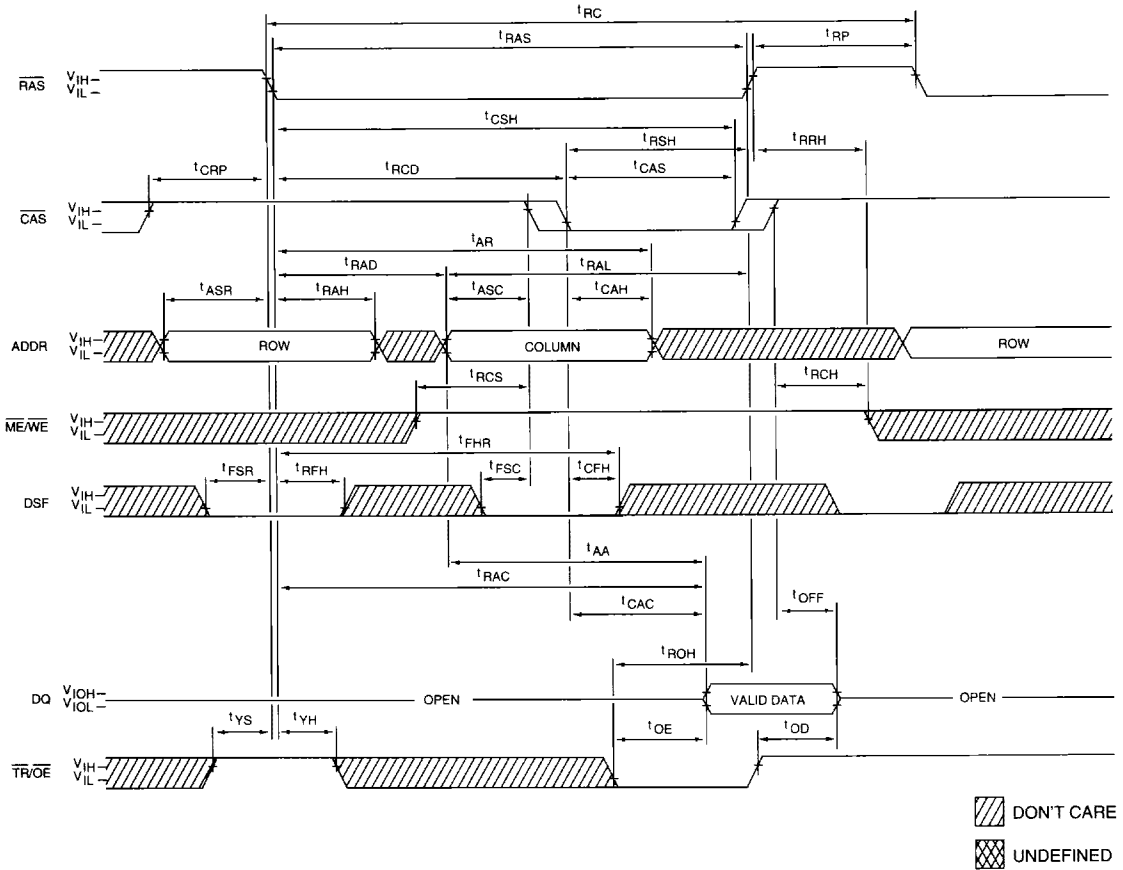 tRC
tRAS tRP
RAS VIH VIL
tCSH
tRSH tRRH
tCRP tRCD tCAS
CAS VIH VIL
tAR
tRAD tRAL
tASR tRAH tASC tCAH
ADDR VIH VIL ROW COLUMN ROW
tRCS tRCH
ME/WE VIH VIL
tFHR
tFSR tRFH tFSC tCFH
DSF VIH VIL
tAA
tRAC
tCAC tOFF
tROH
DQ VIOH VIOL OPEN VALID DATA OPEN
tYS tYH tOE tOD
TR/OE VIH VIL
DON'T CARE
UNDEFINED